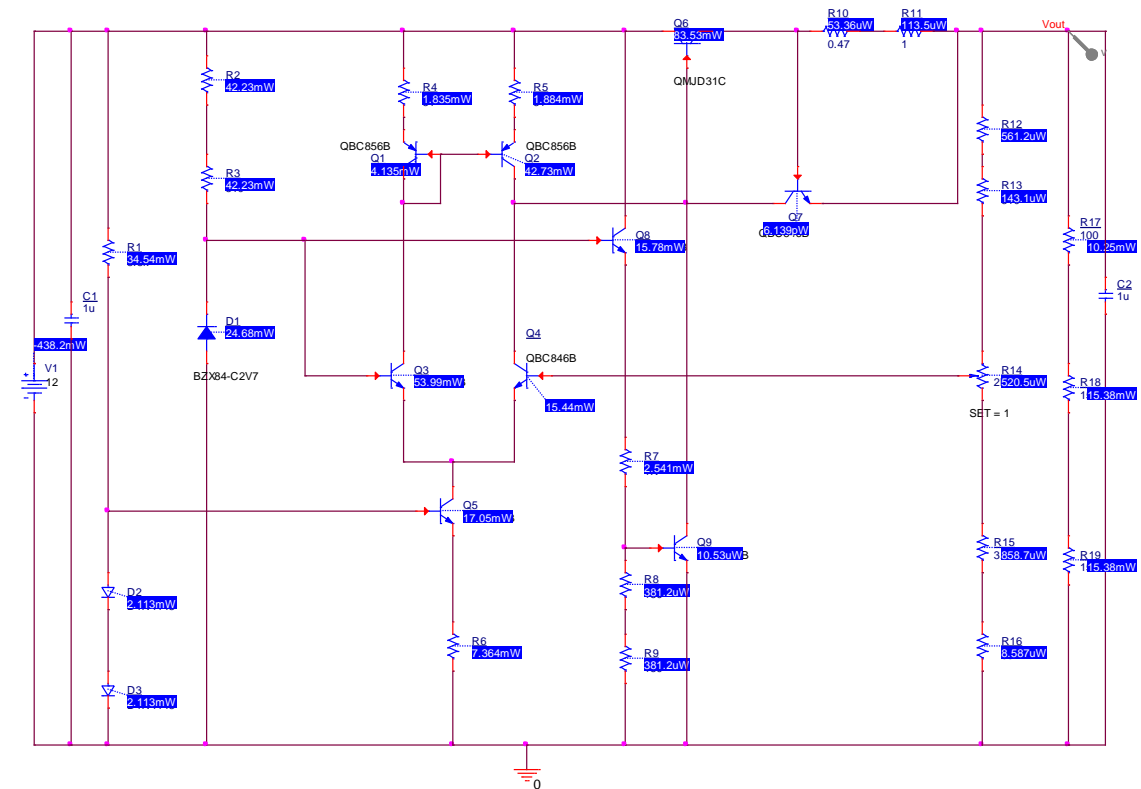 R10
53.36uW
0.47
R11
113.5uW
1
Vout
V
Q6
83.53mW
QMJD31C
R2
42.23mW
R4
1.835mW
R5
1.884mW
R12
561.2uW
QBC856B
Q1
4.135mW
QBC856B
Q2
42.73mW
R3
42.23mW
R13
143.1uW
Q7
6.139pW
R17
100
10.25mW
Q8
15.78mW
R1
34.54mW
C1
1u
C2
1u
D1
24.68mW
BZX84-C2V7
-438.2mW
V1
12
+
-
Q4
QBC846B
15.44mW
Q3
53.99mW
R14
2
520.5uW
SET = 1
R18
15.38mW
R7
2.541mW
Q5
17.05mW
Q9
10.53uW
B
R15
3
858.7uW
R19
15.38mW
R8
381.2uW
D2
2.113mW
R6
7.364mW
R9
381.2uW
R16
8.587uW
D3
2.113mW
0